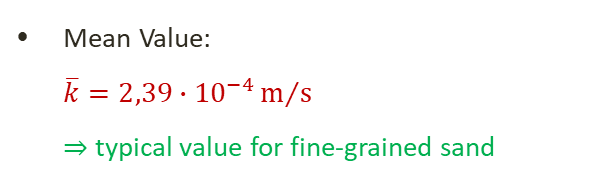 • Mean Value:
k̄ = 2,39 · 10⁻⁴ m/s
⇒ typical value for fine-grained sand